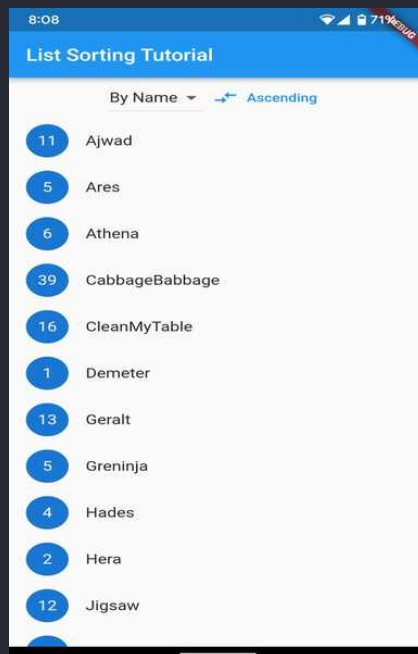 8:08 71%
DEBUG
List Sorting Tutorial
By Name Ascending
11 Ajwad
5 Ares
6 Athena
39 CabbageBabbage
16 CleanMyTable
1 Demeter
13 Geralt
5 Greninja
4 Hades
2 Hera
12 Jigsaw